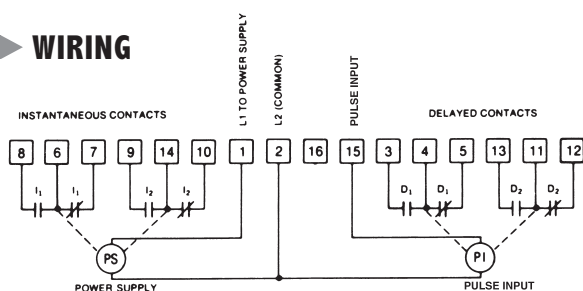 WIRING
L1 TO POWER SUPPLY
L2 (COMMON)
PULSE INPUT
INSTANTANEOUS CONTACTS
DELAYED CONTACTS
8 6 7 9 14 10 1 2 16 15 3 4 5 13 11 12
I₁ I₁ I₂ I₂ D₁ D₁ D₂ D₂
PS PI
POWER SUPPLY PULSE INPUT